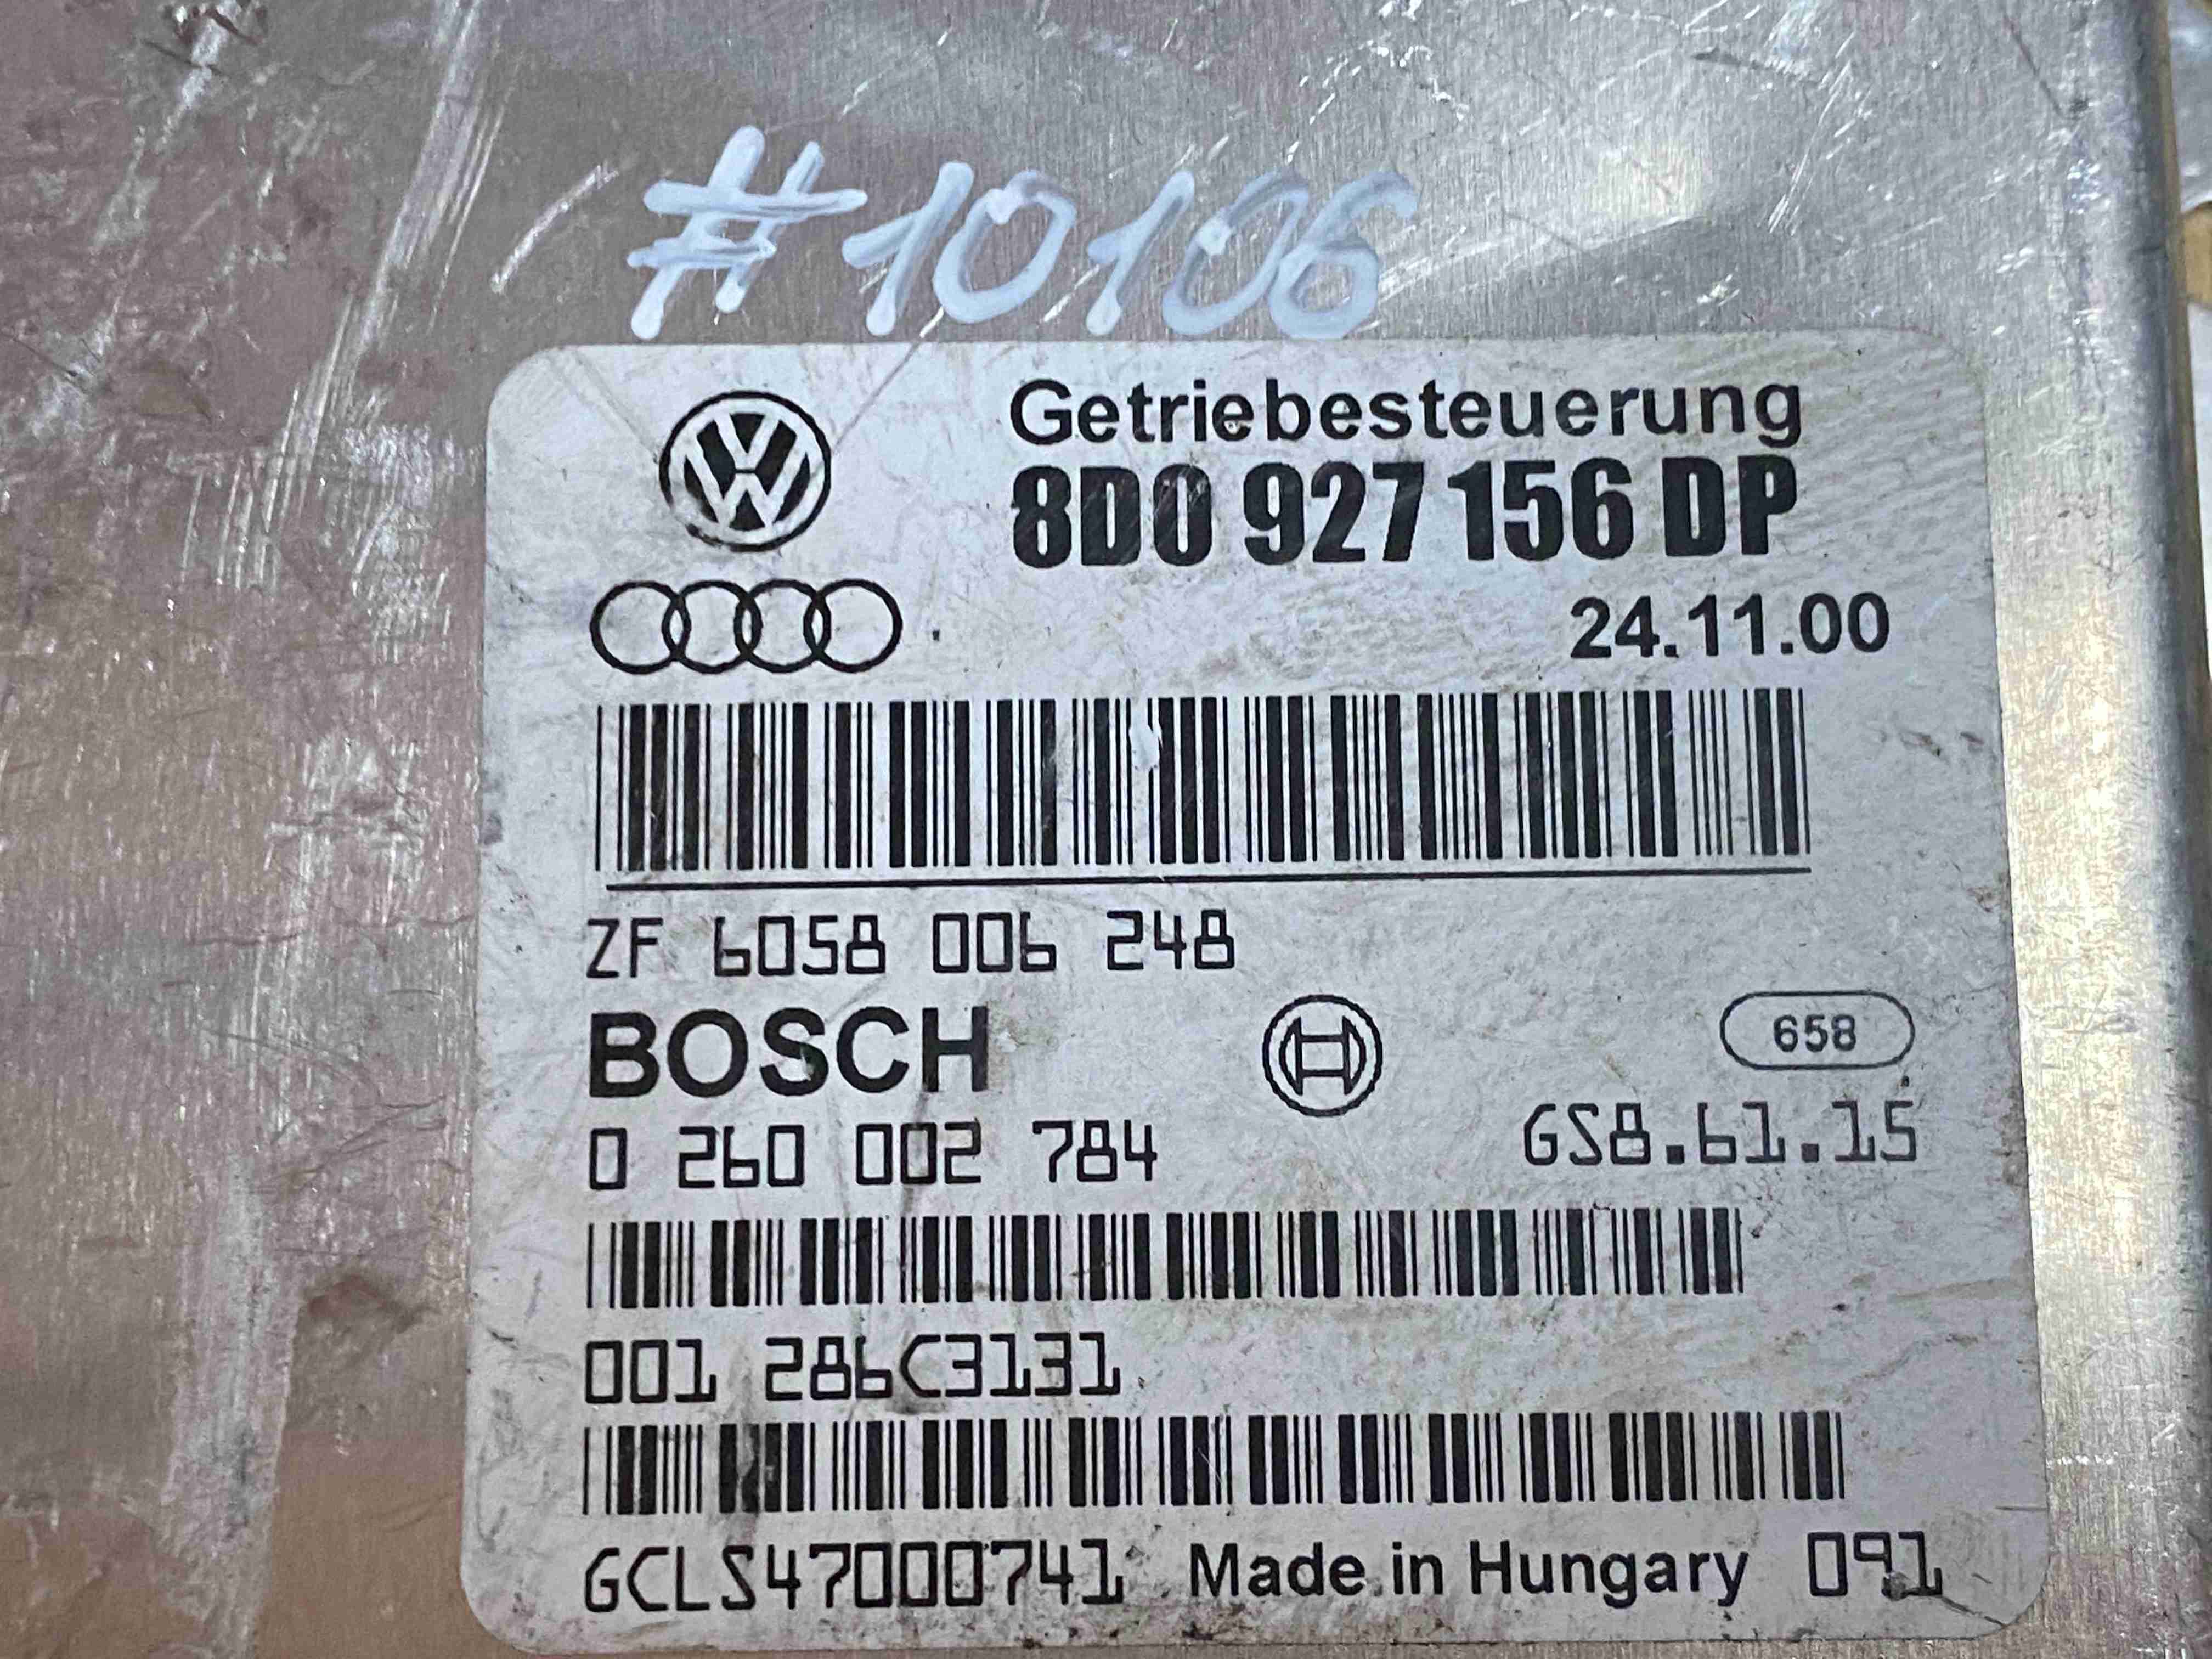 #10106
Getriebesteuerung
8D0 927 156 DP
24.11.00
ZF 6058 006 248
BOSCH
658
0 260 002 784 GS8.61.15
001 286C3131
GCLS47000741 Made in Hungary 091